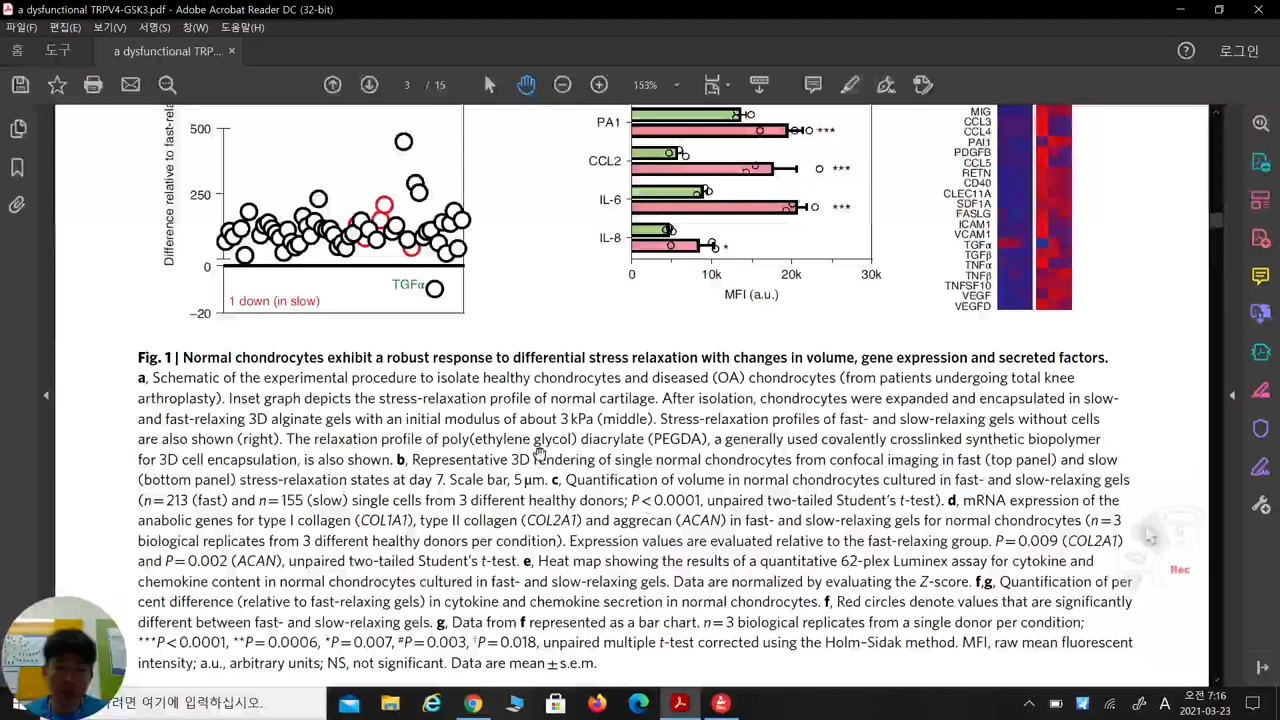 a dysfunctional TRPV4-GSK3.pdf - Adobe Acrobat Reader DC (32-bit)
파일(F) 편집(E) 보기(V) 서명(S) 창(W) 도움말(H)
홈 도구 a dysfunctional TRP... × 로그인
3 / 15 153%
Difference relative to fast-rela
500
250
0
−20
TGFα
1 down (in slow)
PA1
CCL2
IL-6
IL-8
***
***
***
*
0 10k 20k 30k
MFI (a.u.)
MIG
CCL3
CCL4
PAI1
PDGFB
CCL5
RETN
CD40
CLEC11A
SDF1A
FASLG
ICAM1
VCAM1
TGFα
TGFβ
TNFα
TNFβ
TNFSF10
VEGF
VEGFD
Fig. 1 | Normal chondrocytes exhibit a robust response to differential stress relaxation with changes in volume, gene expression and secreted factors.
a, Schematic of the experimental procedure to isolate healthy chondrocytes and diseased (OA) chondrocytes (from patients undergoing total knee
arthroplasty). Inset graph depicts the stress-relaxation profile of normal cartilage. After isolation, chondrocytes were expanded and encapsulated in slow-
and fast-relaxing 3D alginate gels with an initial modulus of about 3 kPa (middle). Stress-relaxation profiles of fast- and slow-relaxing gels without cells
are also shown (right). The relaxation profile of poly(ethylene glycol) diacrylate (PEGDA), a generally used covalently crosslinked synthetic biopolymer
for 3D cell encapsulation, is also shown. b, Representative 3D rendering of single normal chondrocytes from confocal imaging in fast (top panel) and slow
(bottom panel) stress-relaxation states at day 7. Scale bar, 5 μm. c, Quantification of volume in normal chondrocytes cultured in fast- and slow-relaxing gels
(n = 213 (fast) and n = 155 (slow) single cells from 3 different healthy donors; P < 0.0001, unpaired two-tailed Student's t-test). d, mRNA expression of the
anabolic genes for type I collagen (COL1A1), type II collagen (COL2A1) and aggrecan (ACAN) in fast- and slow-relaxing gels for normal chondrocytes (n = 3
biological replicates from 3 different healthy donors per condition). Expression values are evaluated relative to the fast-relaxing group. P = 0.009 (COL2A1)
and P = 0.002 (ACAN), unpaired two-tailed Student's t-test. e, Heat map showing the results of a quantitative 62-plex Luminex assay for cytokine and
chemokine content in normal chondrocytes cultured in fast- and slow-relaxing gels. Data are normalized by evaluating the Z-score. f,g, Quantification of per
cent difference (relative to fast-relaxing gels) in cytokine and chemokine secretion in normal chondrocytes. f, Red circles denote values that are significantly
different between fast- and slow-relaxing gels. g, Data from f represented as a bar chart. n = 3 biological replicates from a single donor per condition;
***P < 0.0001, **P = 0.0006, *P = 0.007, #P = 0.003, †P = 0.018, unpaired multiple t-test corrected using the Holm–Sidak method. MFI, raw mean fluorescent
intensity; a.u., arbitrary units; NS, not significant. Data are mean ± s.e.m.
Rec
려면 여기에 입력하십시오.
A 오전 7:16
2021-03-23